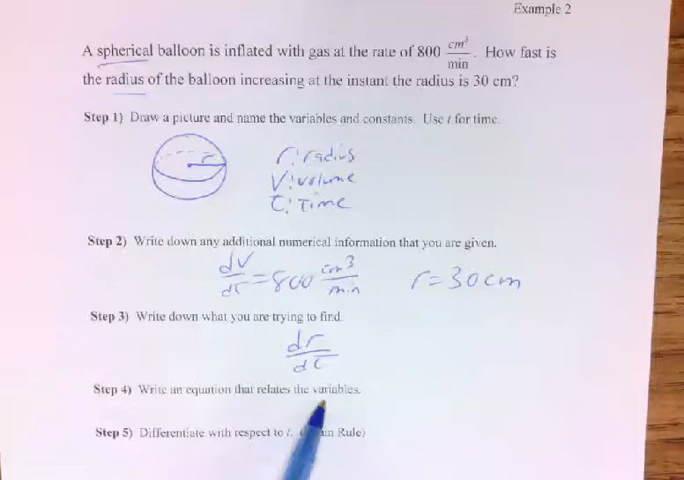 Example 2
A spherical balloon is inflated with gas at the rate of 800 cm³/min. How fast is
the radius of the balloon increasing at the instant the radius is 30 cm?
Step 1) Draw a picture and name the variables and constants. Use t for time.
r
r: radius
V: volume
t: Time
Step 2) Write down any additional numerical information that you are given.
dV/dt = 800 cm³/min r = 30 cm
Step 3) Write down what you are trying to find.
dr/dt
Step 4) Write an equation that relates the variables.
Step 5) Differentiate with respect to t. Rule)